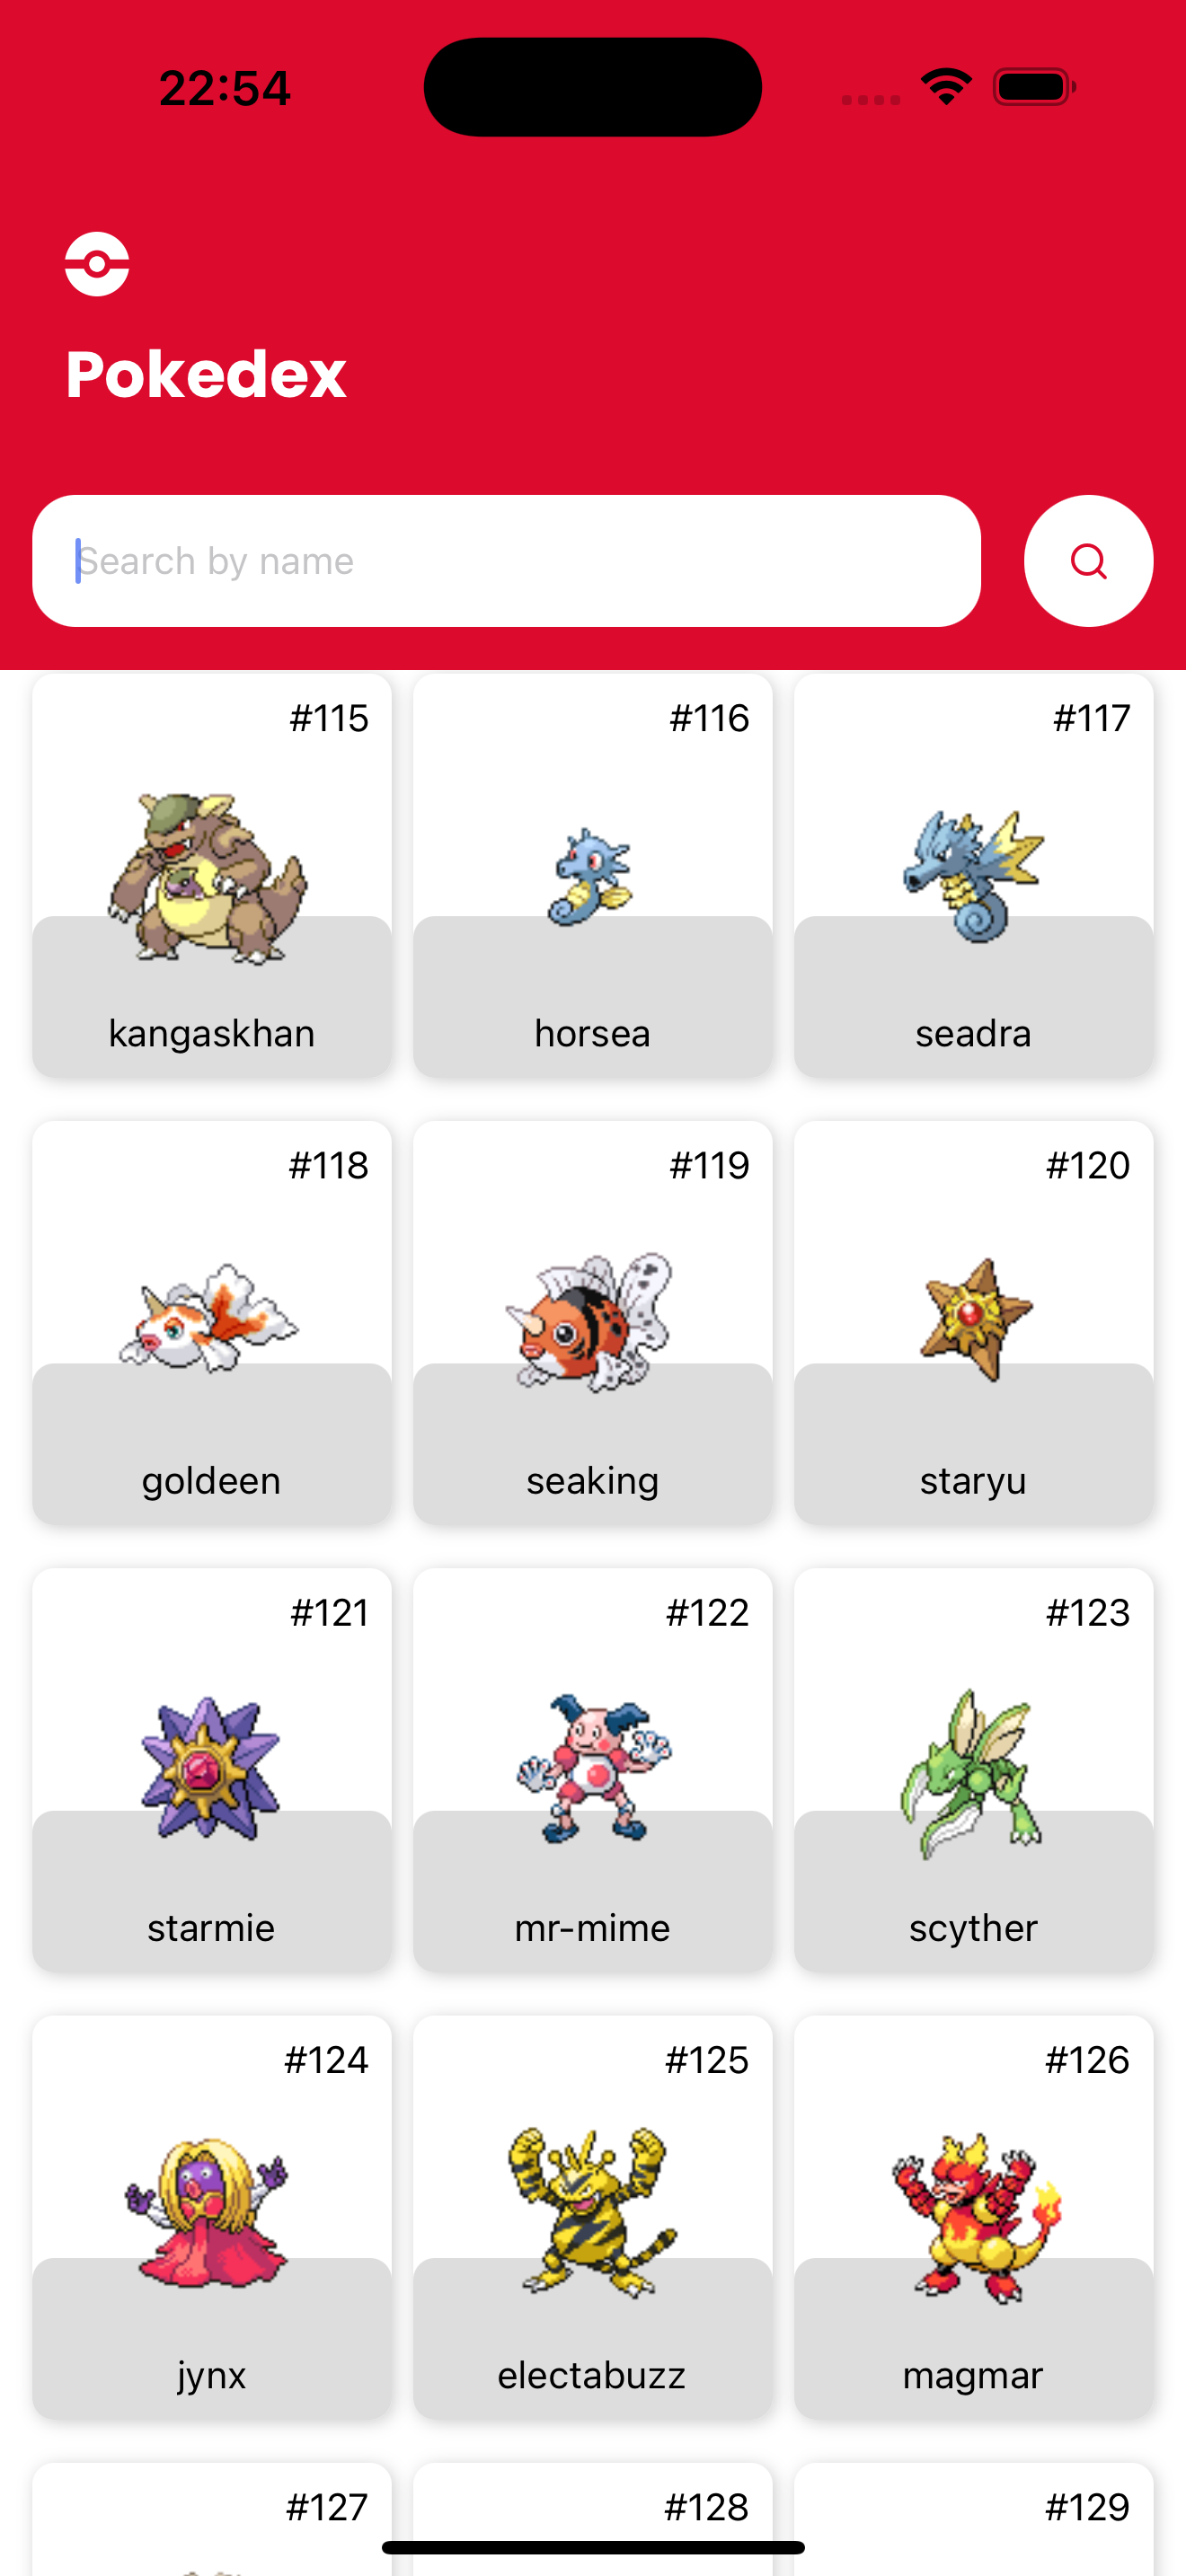 22:54
Pokedex
Search by name
#115 #116 #117
kangaskhan horsea seadra
#118 #119 #120
goldeen seaking staryu
#121 #122 #123
starmie mr-mime scyther
#124 #125 #126
jynx electabuzz magmar
#127 #128 #129